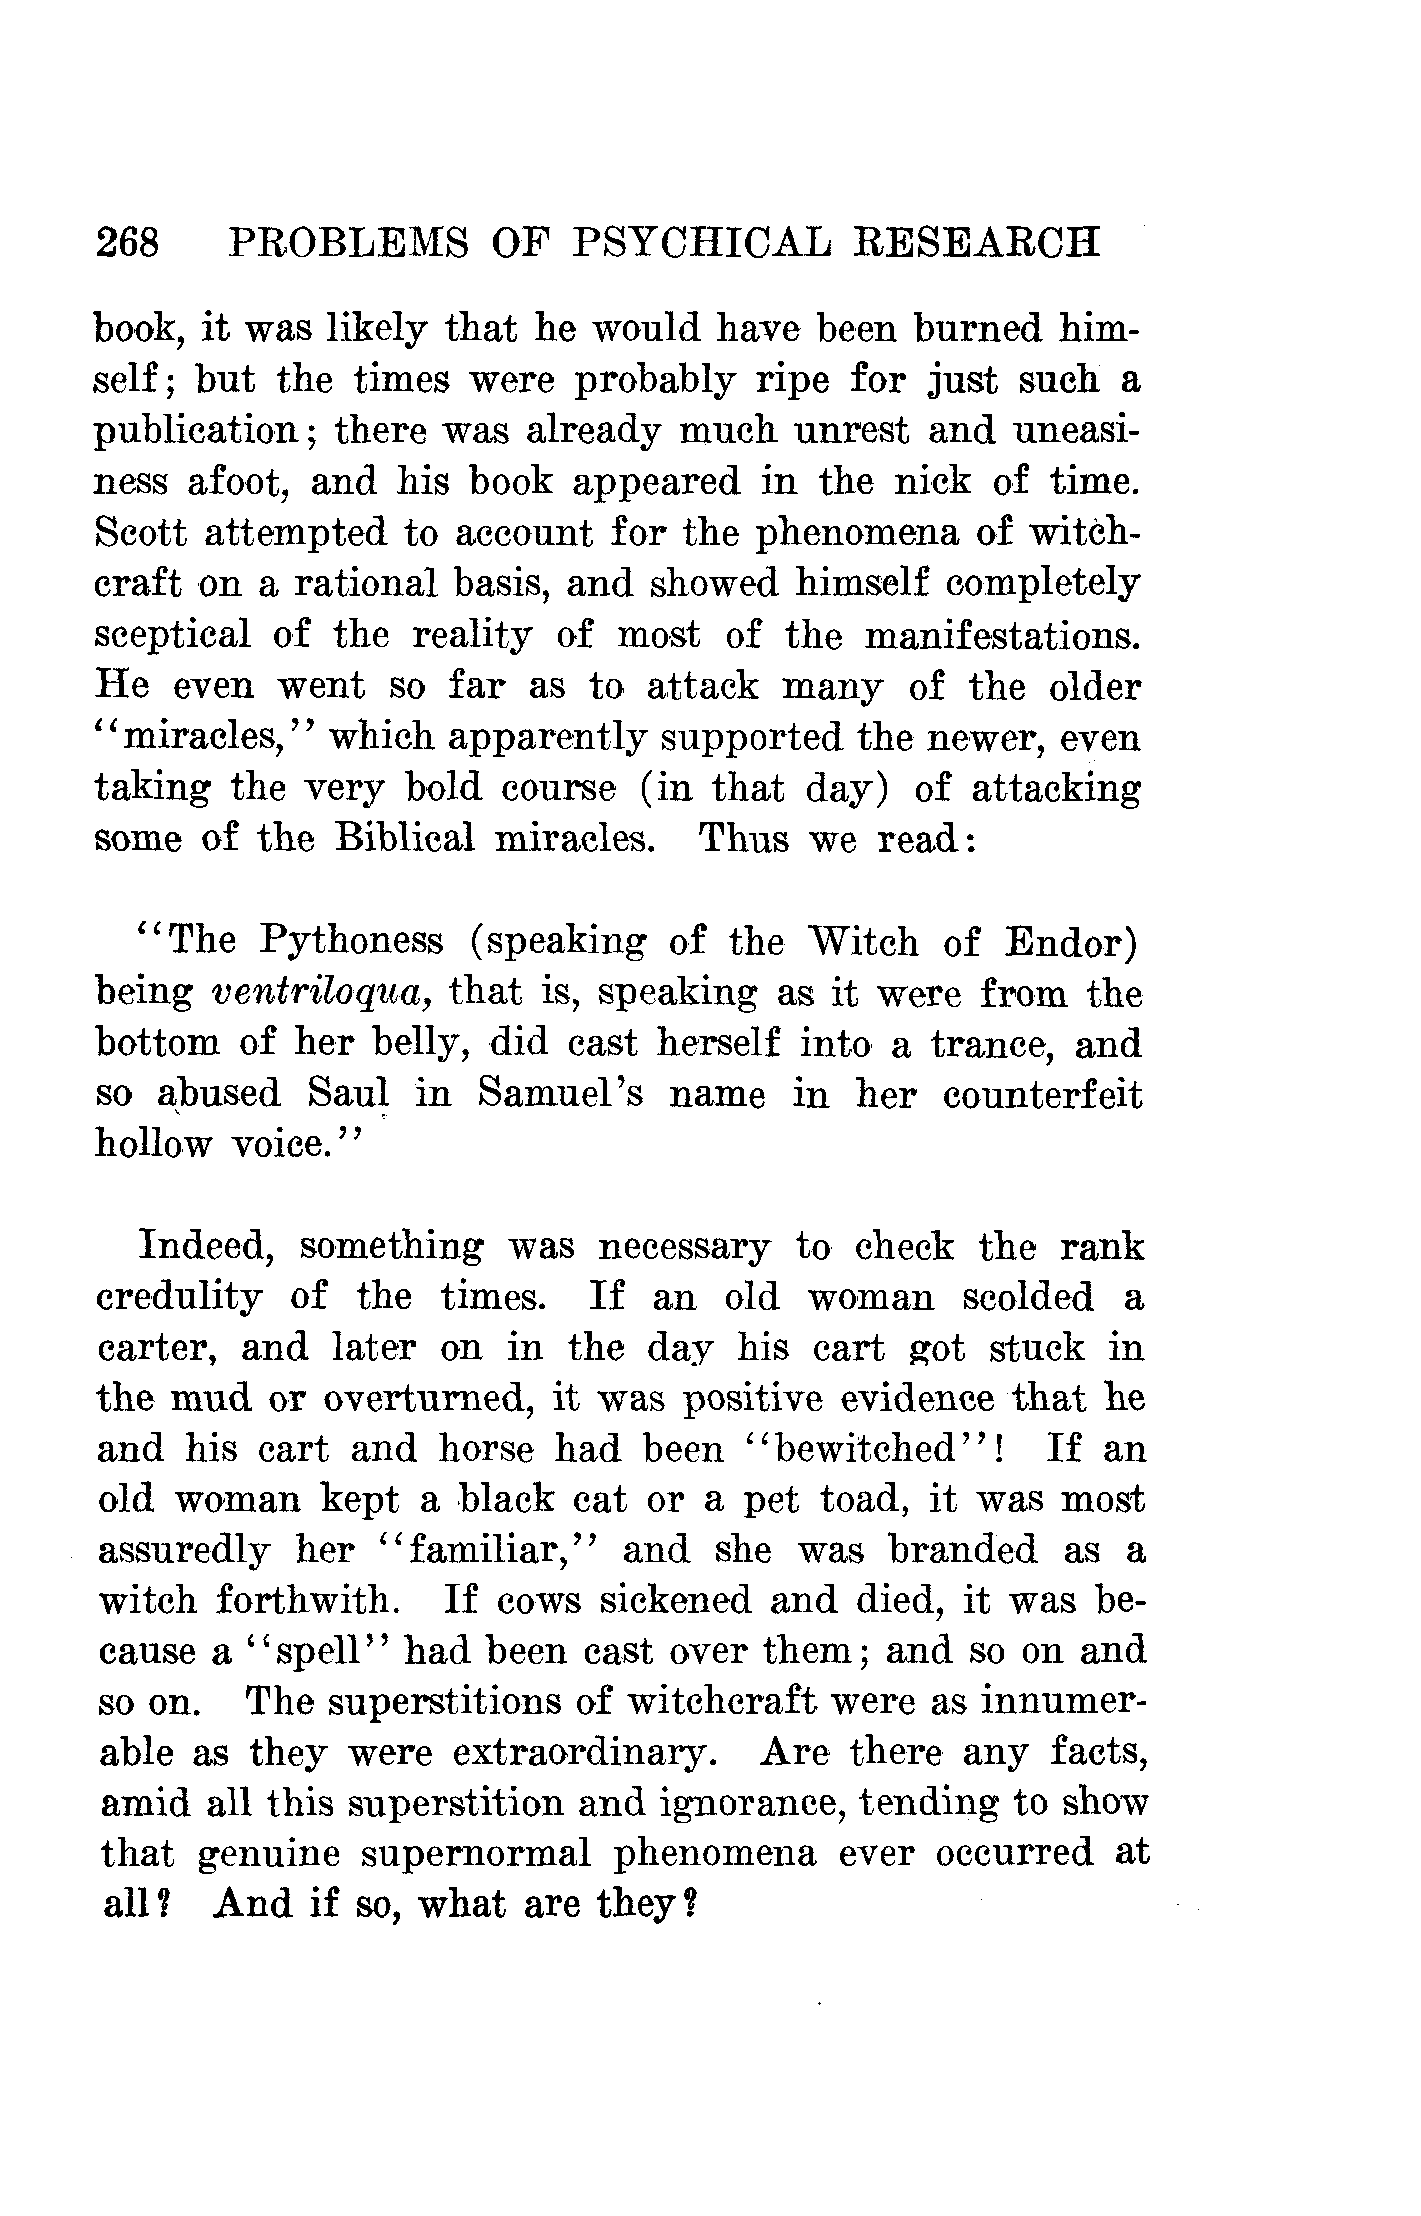 268 PROBLEMS OF PSYCHICAL RESEARCH
book, it was likely that he would have been burned him-
self; but the times were probably ripe for just such a
publication; there was already much unrest and uneasi-
ness afoot, and his book appeared in the nick of time.
Scott attempted to account for the phenomena of witch-
craft on a rational basis, and showed himself completely
sceptical of the reality of most of the manifestations.
He even went so far as to attack many of the older
"miracles," which apparently supported the newer, even
taking the very bold course (in that day) of attacking
some of the Biblical miracles. Thus we read:
"The Pythoness (speaking of the Witch of Endor)
being ventriloqua, that is, speaking as it were from the
bottom of her belly, did cast herself into a trance, and
so abused Saul in Samuel's name in her counterfeit
hollow voice."
Indeed, something was necessary to check the rank
credulity of the times. If an old woman scolded a
carter, and later on in the day his cart got stuck in
the mud or overturned, it was positive evidence that he
and his cart and horse had been "bewitched"! If an
old woman kept a black cat or a pet toad, it was most
assuredly her "familiar," and she was branded as a
witch forthwith. If cows sickened and died, it was be-
cause a "spell" had been cast over them; and so on and
so on. The superstitions of witchcraft were as innumer-
able as they were extraordinary. Are there any facts,
amid all this superstition and ignorance, tending to show
that genuine supernormal phenomena ever occurred at
all? And if so, what are they?